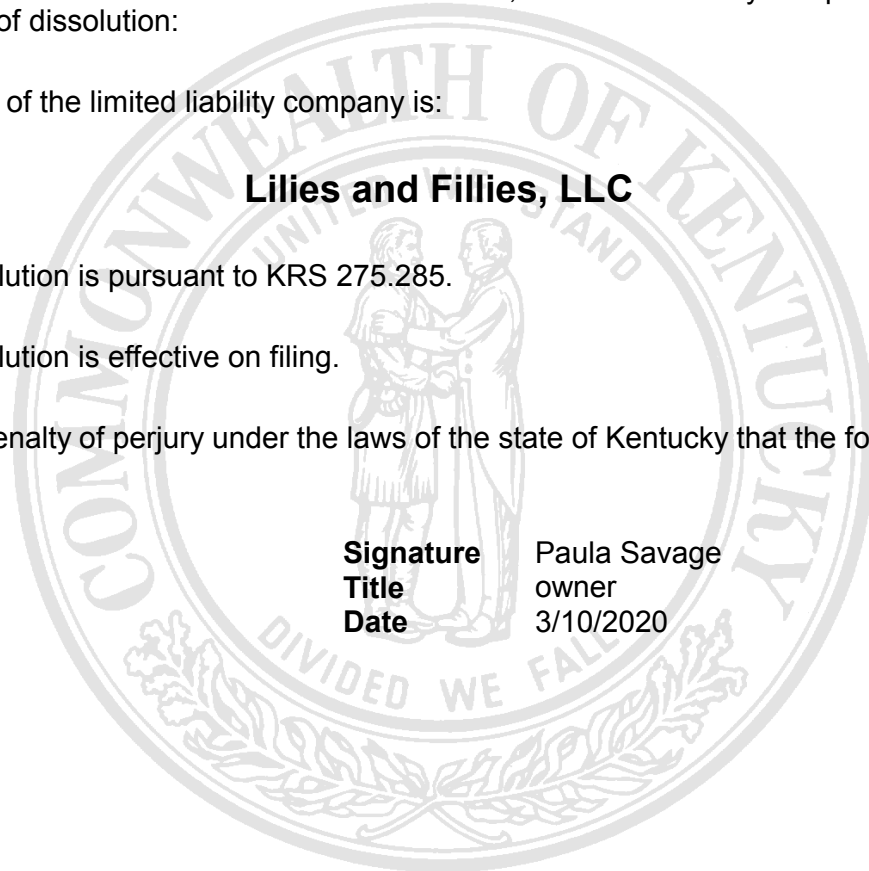 of dissolution:
of the limited liability company is:
Lilies and Fillies, LLC
lution is pursuant to KRS 275.285.
lution is effective on filing.
enalty of perjury under the laws of the state of Kentucky that the fo
Signature Paula Savage
Title owner
Date 3/10/2020
COMMONWEALTH OF KENTUCKY
UNITED WE STAND
DIVIDED WE FALL